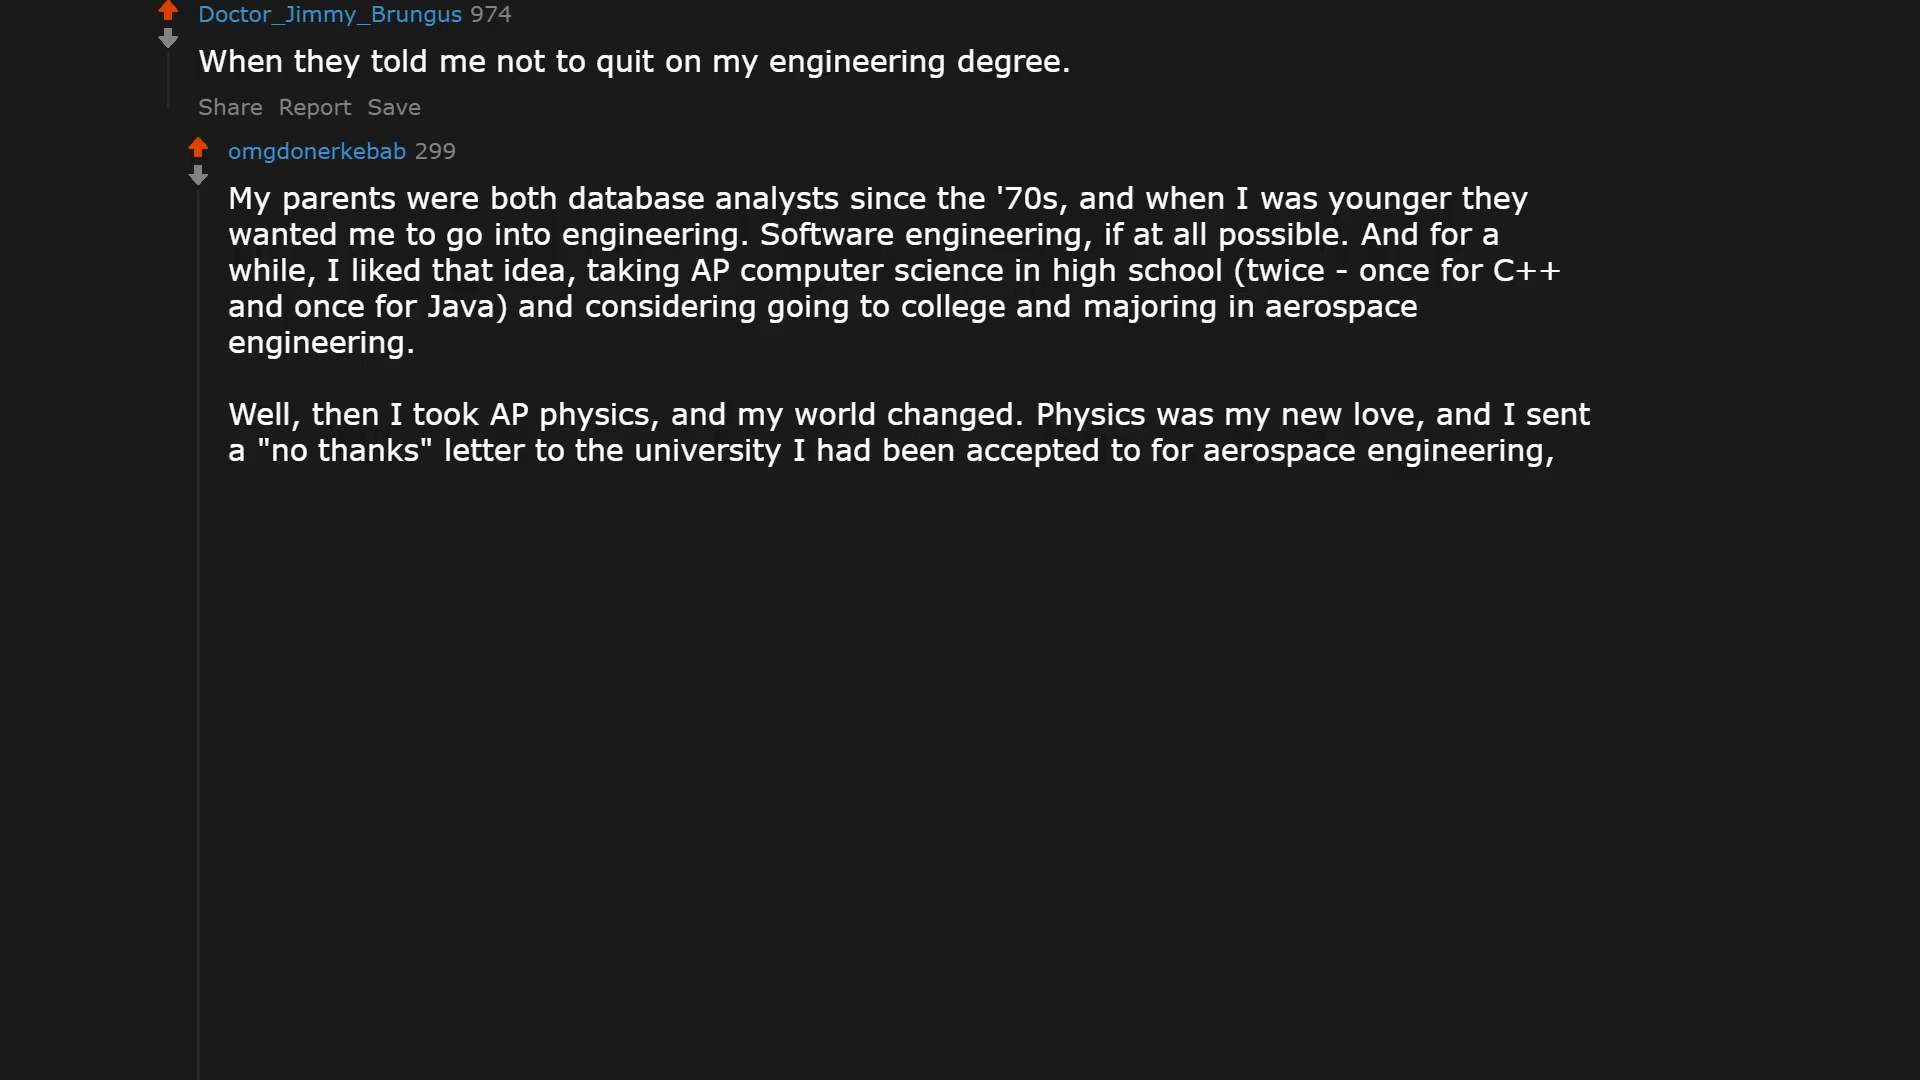 Doctor_Jimmy_Brungus 974
When they told me not to quit on my engineering degree.
Share Report Save
omgdonerkebab 299
My parents were both database analysts since the '70s, and when I was younger they
wanted me to go into engineering. Software engineering, if at all possible. And for a
while, I liked that idea, taking AP computer science in high school (twice - once for C++
and once for Java) and considering going to college and majoring in aerospace
engineering.
Well, then I took AP physics, and my world changed. Physics was my new love, and I sent
a "no thanks" letter to the university I had been accepted to for aerospace engineering,